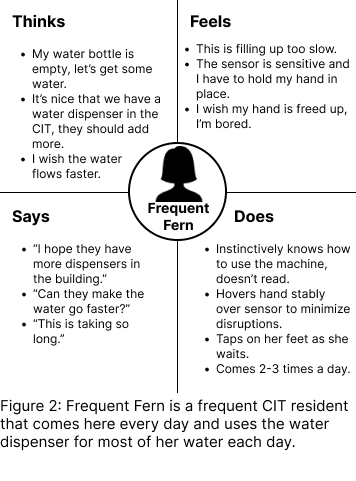 Thinks
• My water bottle is
empty, let's get some
water.
• It's nice that we have a
water dispenser in the
CIT, they should add
more.
• I wish the water
flows faster.
Feels
• This is filling up too slow.
• The sensor is sensitive and
I have to hold my hand in
place.
• I wish my hand is freed up,
I'm bored.
Frequent
Fern
Says
• “I hope they have
more dispensers in
the building.”
• “Can they make the
water go faster?”
• “This is taking so
long.”
Does
• Instinctively knows how
to use the machine,
doesn't read.
• Hovers hand stably
over sensor to minimize
disruptions.
• Taps on her feet as she
waits.
• Comes 2-3 times a day.
Figure 2: Frequent Fern is a frequent CIT resident
that comes here every day and uses the water
dispenser for most of her water each day.